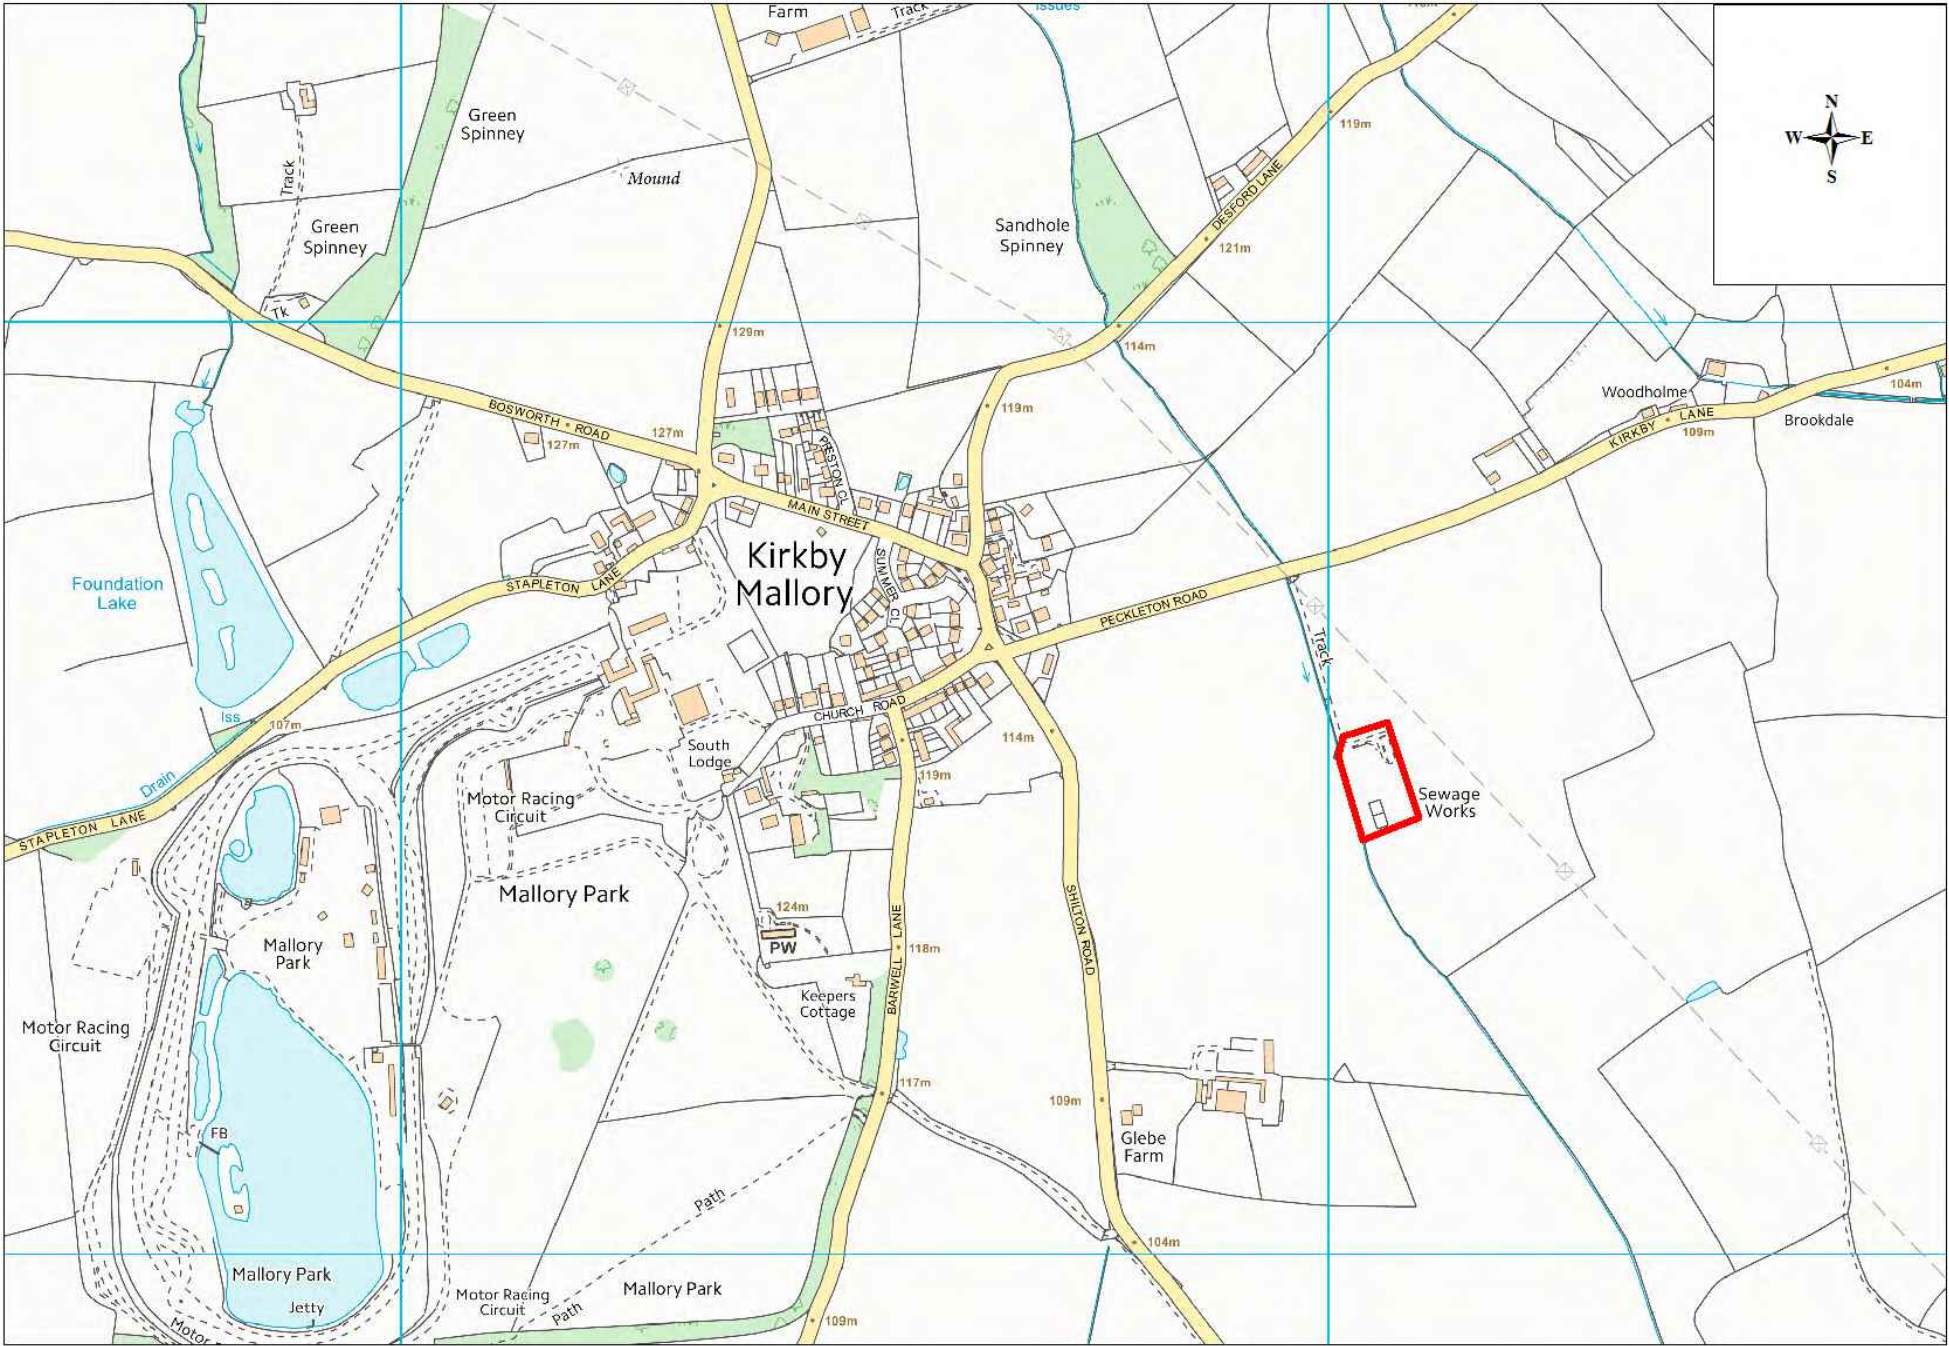 Farm
Track
Issues
N
W E
S
119m
Green
Spinney
Track
Mound
Green
Spinney
Sandhole
Spinney
DESFORD LANE
121m
Tk
129m
114m
BOSWORTH ROAD
127m
127m
119m
PRESTON CL
Woodholme
104m
KIRKBY LANE
109m
Brookdale
MAIN STREET
Kirkby
Mallory
SUMMER CL
STAPLETON LANE
Foundation
Lake
PECKLETON ROAD
Track
Iss
107m
CHURCH ROAD
South
Lodge
114m
119m
Drain
STAPLETON LANE
Motor Racing
Circuit
Sewage
Works
Mallory Park
Mallory
Park
124m
PW
BARWELL LANE
118m
SHILTON ROAD
Keepers
Cottage
Motor Racing
Circuit
117m
109m
FB
Glebe
Farm
Path
104m
Mallory Park
Jetty
Motor Racing
Circuit
Path
Mallory Park
109m
Motor